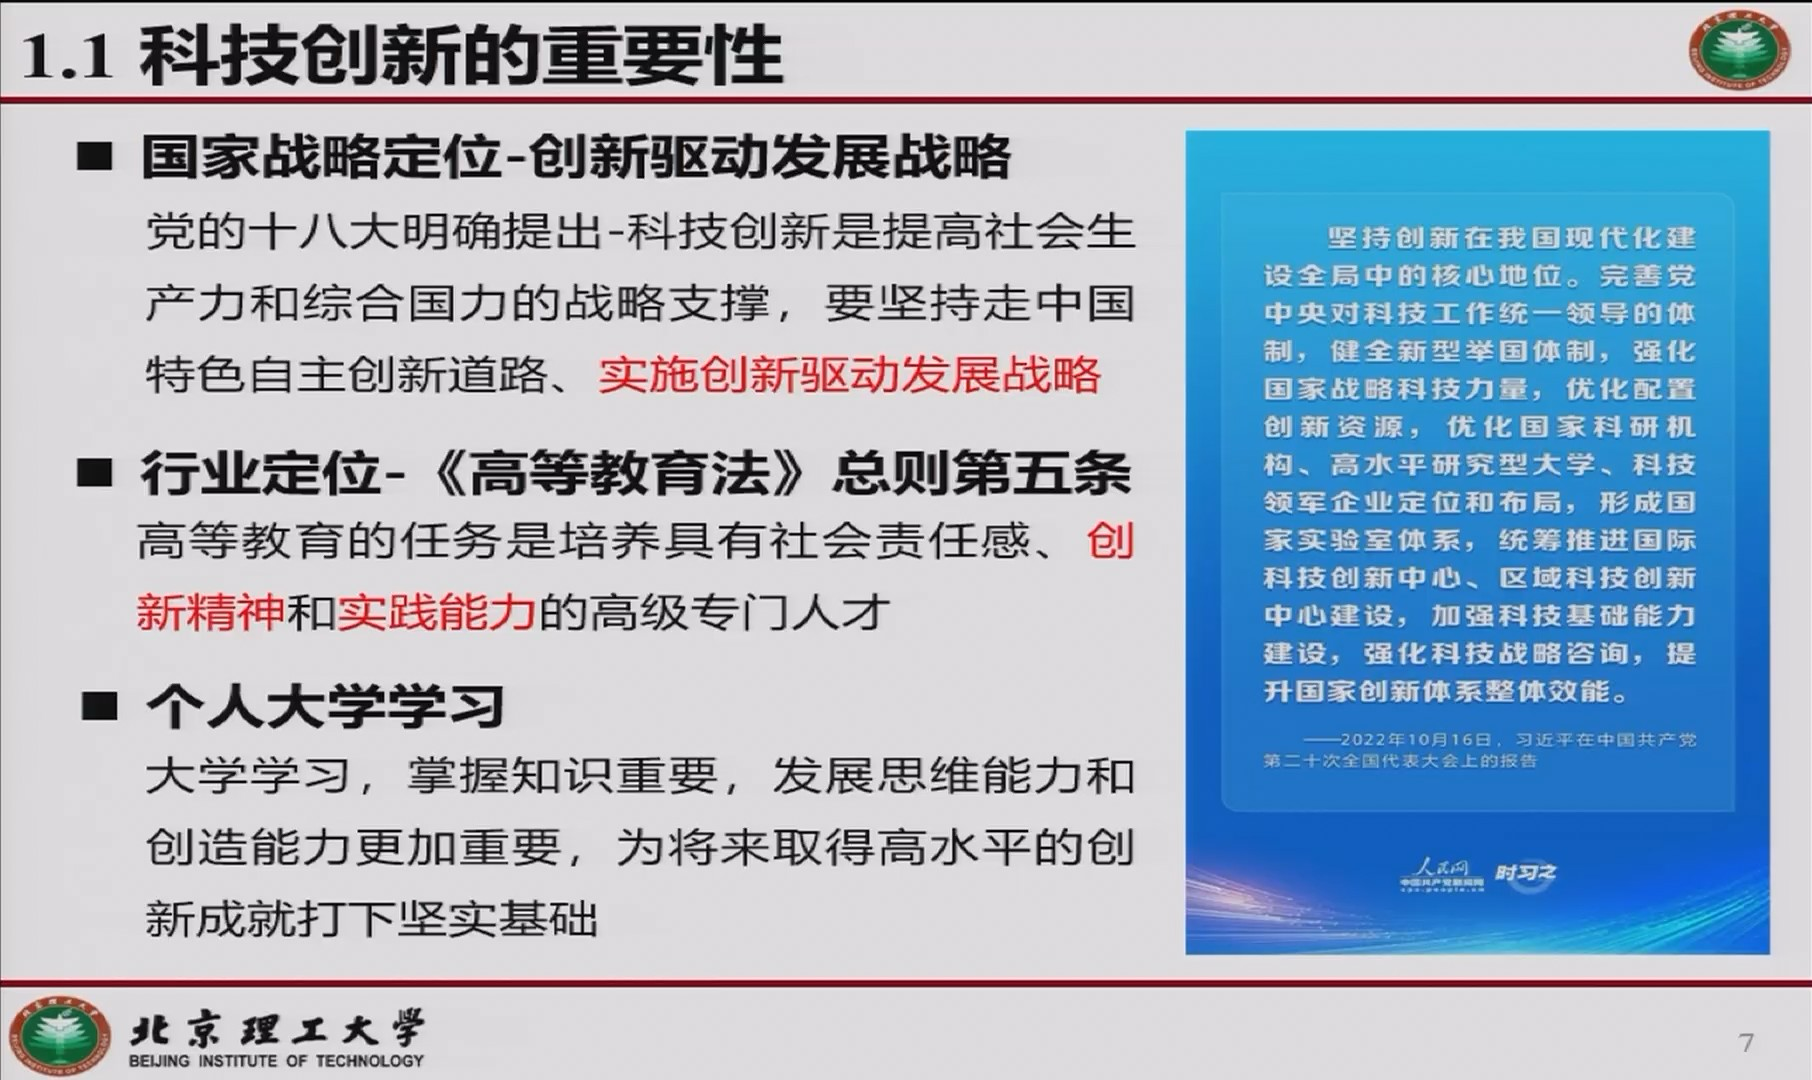 1.1 科技创新的重要性
■ 国家战略定位-创新驱动发展战略
党的十八大明确提出-科技创新是提高社会生
产力和综合国力的战略支撑，要坚持走中国
特色自主创新道路、实施创新驱动发展战略
■ 行业定位-《高等教育法》总则第五条
高等教育的任务是培养具有社会责任感、创
新精神和实践能力的高级专门人才
■ 个人大学学习
大学学习，掌握知识重要，发展思维能力和
创造能力更加重要，为将来取得高水平的创
新成就打下坚实基础
坚持创新在我国现代化建
设全局中的核心地位。完善党
中央对科技工作统一领导的体
制，健全新型举国体制，强化
国家战略科技力量，优化配置
创新资源，优化国家科研机
构、高水平研究型大学、科技
领军企业定位和布局，形成国
家实验室体系，统筹推进国际
科技创新中心、区域科技创新
中心建设，加强科技基础能力
建设，强化科技战略咨询，提
升国家创新体系整体效能。
——2022年10月16日，习近平在中国共产党
第二十次全国代表大会上的报告
人民网 时习之
中国共产党新闻网
cpc.people.cn
北京理工大学
BEIJING INSTITUTE OF TECHNOLOGY
7